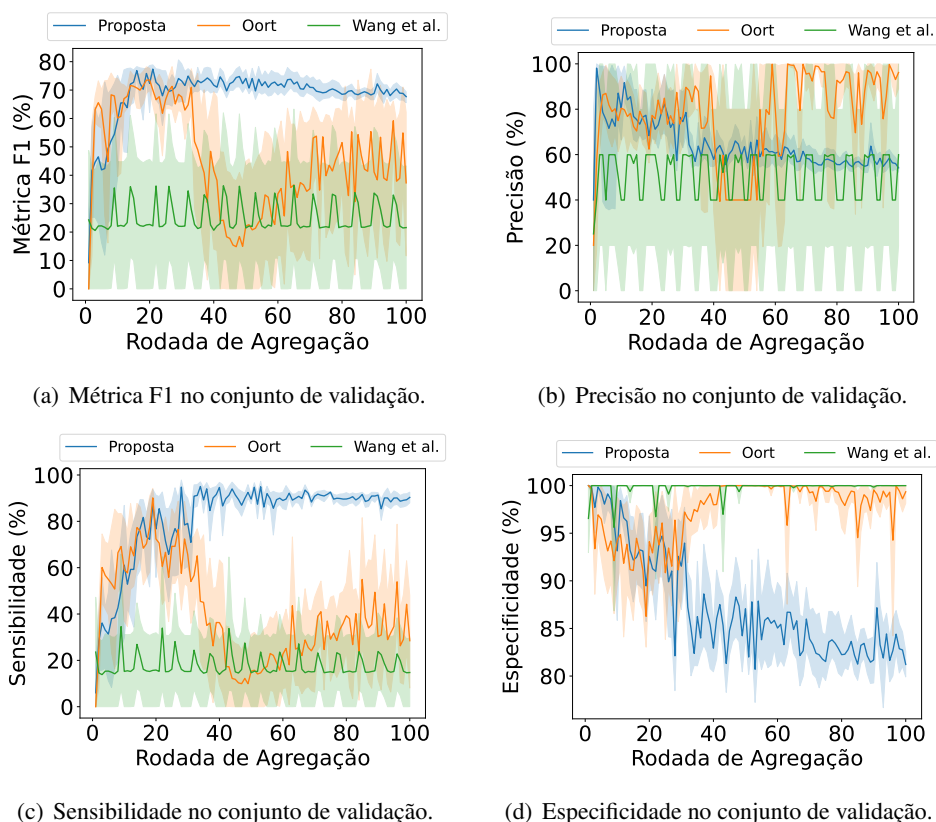 Proposta Oort Wang et al.
Métrica F1 (%)
80
70
60
50
40
30
20
10
0
0 20 40 60 80 100
Rodada de Agregação
(a) Métrica F1 no conjunto de validação.
Proposta Oort Wang et al.
Precisão (%)
100
80
60
40
20
0
0 20 40 60 80 100
Rodada de Agregação
(b) Precisão no conjunto de validação.
Proposta Oort Wang et al.
Sensibilidade (%)
100
80
60
40
20
0
0 20 40 60 80 100
Rodada de Agregação
(c) Sensibilidade no conjunto de validação.
Proposta Oort Wang et al.
Especificidade (%)
100
95
90
85
80
0 20 40 60 80 100
Rodada de Agregação
(d) Especificidade no conjunto de validação.